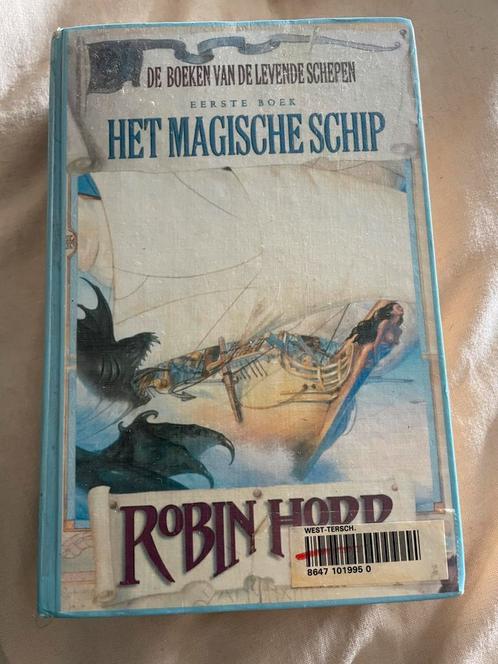 DE BOEKEN VAN DE LEVENDE SCHEPEN
EERSTE BOEK
HET MAGISCHE SCHIP
ROBIN HOBB
WEST-TERSCH.
8647 101995 0